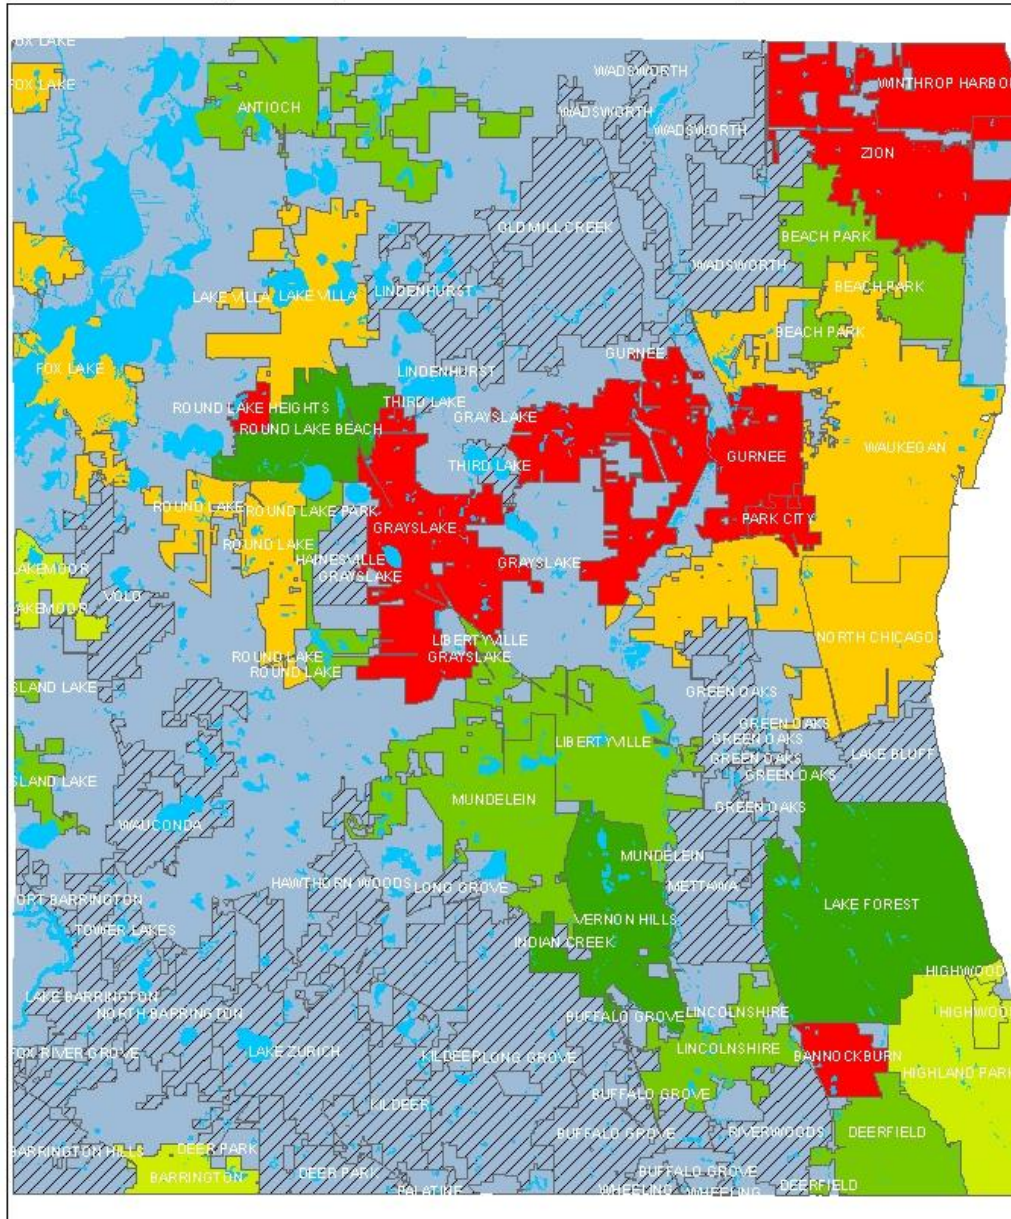 FOX LAKE
WADSWORTH
FOX LAKE
WINTHROP HARBO
ANTIOCH
WADSWORTH
WADSWORTH
ZION
OLD MILL CREEK
BEACH PARK
WADSWORTH
LAKE VILLA
LAKE VILLA
LINDENHURST
BEACH PARK
BEACH PARK
GURNEE
FOX LAKE
LINDENHURST
ROUND LAKE HEIGHTS
THIRD LAKE
GRAYSLAKE
ROUND LAKE BEACH
WAUKEGAN
GURNEE
THIRD LAKE
ROUND LAKE
ROUND LAKE PARK
GRAYSLAKE
PARK CITY
ROUND LAKE
HAINESVILLE
GRAYSLAKE
LAKEMOOR
GRAYSLAKE
VOLO
LAKEMOOR
LIBERTYVILLE
NORTH CHICAGO
ROUND LAKE
GRAYSLAKE
ROUND LAKE
ISLAND LAKE
GREEN OAKS
GREEN OAKS
LIBERTYVILLE
GREEN OAKS
GREEN OAKS
LAKE BLUFF
GREEN OAKS
ISLAND LAKE
MUNDELEIN
GREEN OAKS
WAUCONDA
MUNDELEIN
HAWTHORN WOODS
LONG GROVE
METTAWA
PORT BARRINGTON
LAKE FOREST
VERNON HILLS
TOWER LAKES
INDIAN CREEK
HIGHWOOD
LAKE BARRINGTON
NORTH BARRINGTON
BUFFALO GROVE
LINCOLNSHIRE
HIGHWOO
FOX RIVER GROVE
LAKE ZURICH
KILDEER
LONG GROVE
LINCOLNSHIRE
BANNOCKBURN
HIGHLAND PARK
BUFFALO GROVE
KILDEER
BARRINGTON HILLS
DEER PARK
BUFFALO GROVE
RIVERWOODS
DEERFIELD
BARRINGTON
DEER PARK
BUFFALO GROVE
PALATINE
WHEELING
WHEELING
DEERFIELD